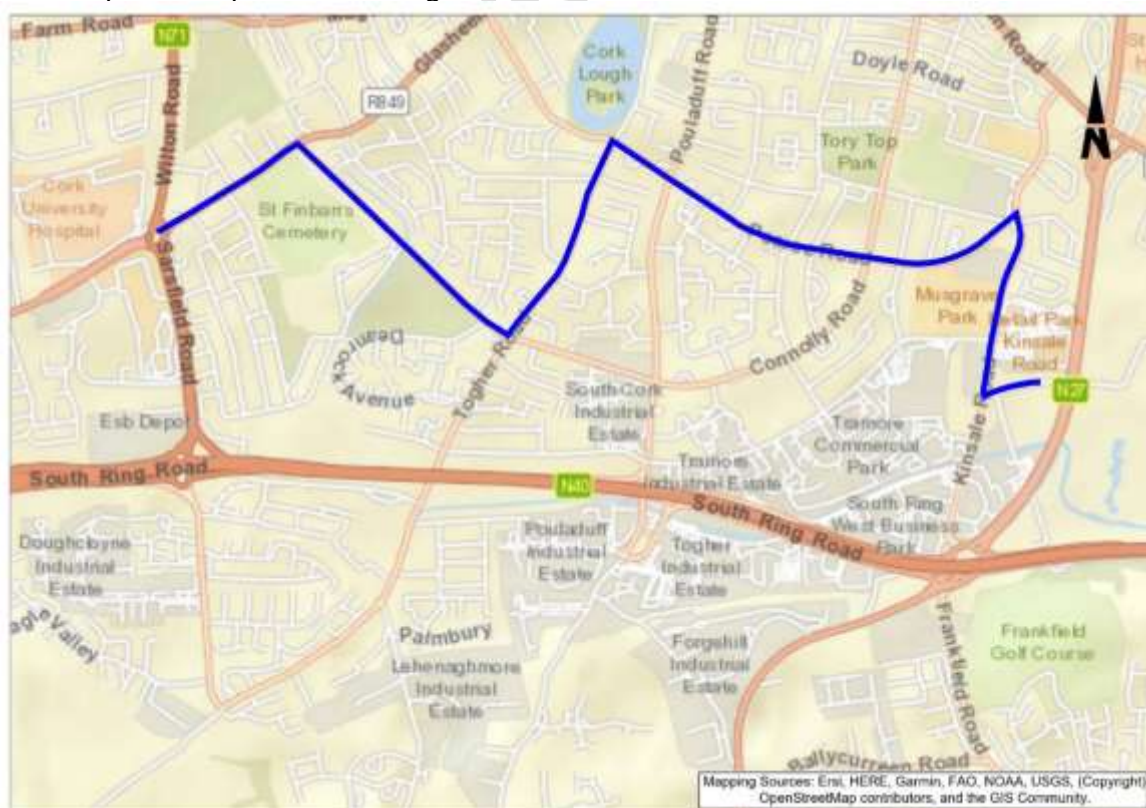 Farm Road
N71
Wilton Road
R849
Cork
Lough
Park
Pouladuff Road
Doyle Road
Road
Tory Top
Park
N
Cork
University
Hospital
St Finbarr's
Cemetery
Sarsfield Road
Musgrave
Park
Retail Park
Kinsale
Road
N27
Connolly Road
Togher Road
Avenue
South Cork
Industrial
Estate
Esb Depot
Tramore
Commercial
Park
Kinsale
South Ring Road
N40
Industrial Estate
South Ring
West Business
Park
South Ring Road
Doughcloyne
Industrial
Estate
Pouladuff
Industrial
Estate
Togher
Industrial
Estate
Valley
Palmbury
Lehenaghmore
Industrial
Estate
Forgehill
Industrial
Estate
Frankfield Road
Frankfield
Golf Course
Ballycurreen Road
Mapping Sources: Esri, HERE, Garmin, FAO, NOAA, USGS, (Copyright)
OpenStreetMap contributors, and the GIS Community.